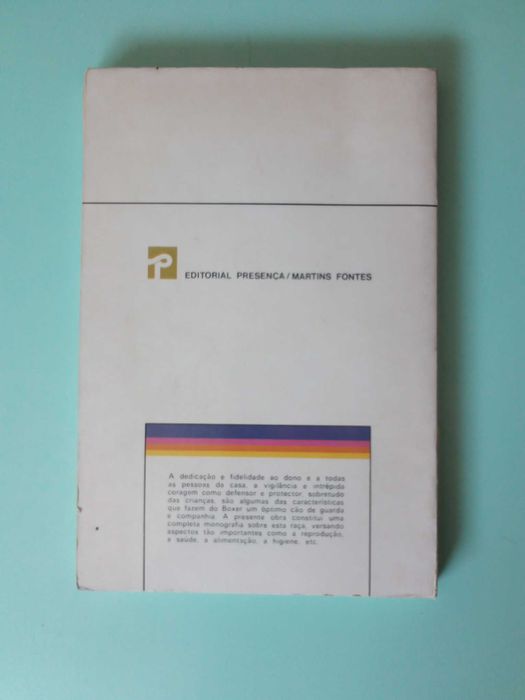 EDITORIAL PRESENÇA / MARTINS FONTES
A dedicação e fidelidade ao dono e a todas
as pessoas da casa, a vigilância e intrépida
coragem como defensor e protector, sobretudo
das crianças, são algumas das características
que fazem do Boxer um óptimo cão de guarda
e companhia. A presente obra constitui uma
completa monografia sobre esta raça, versando
aspectos tão importantes como a reprodução,
a saúde, a alimentação, a higiene, etc.